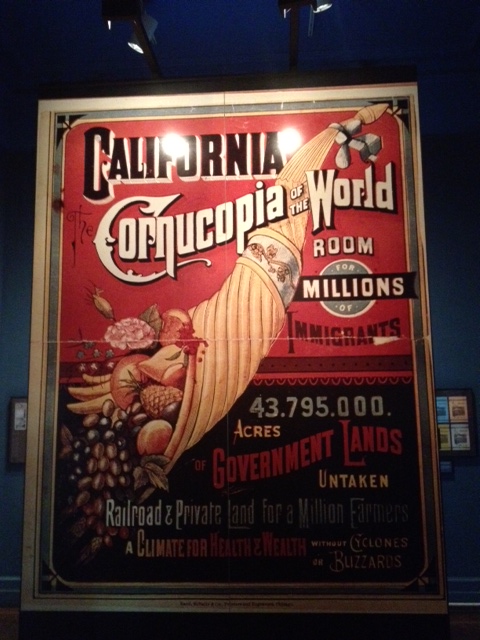 CALIFORNIA
The Cornucopia OF THE World
ROOM
FOR
MILLIONS
OF
IMMIGRANTS
43.795.000.
ACRES
OF GOVERNMENT LANDS
UNTAKEN
Railroad & Private Land for a Million Farmers
A CLIMATE FOR HEALTH & WEALTH WITHOUT CYCLONES
OR BLIZZARDS